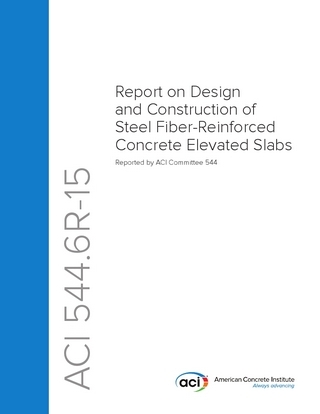 Report on Design
and Construction of
Steel Fiber-Reinforced
Concrete Elevated Slabs
Reported by ACI Committee 544
ACI 544.6R-15
aci
American Concrete Institute
Always advancing